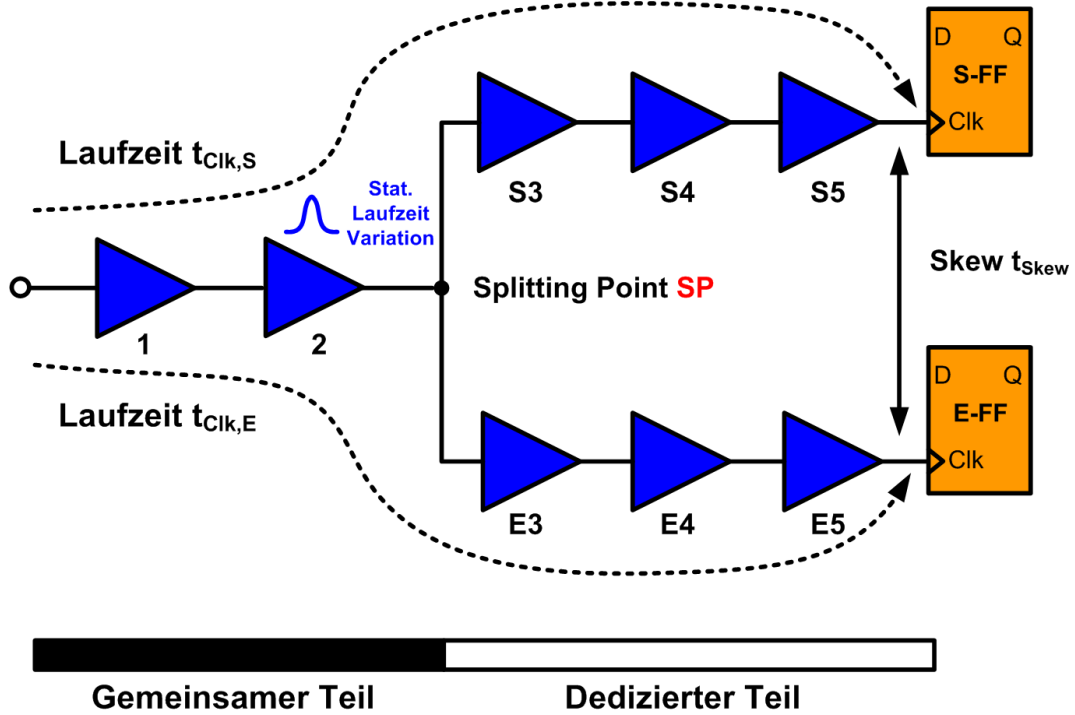 D Q
S-FF
Clk
Laufzeit tClk,S
Stat.
Laufzeit
Variation
S3 S4 S5
Skew tSkew
Splitting Point SP
1 2
D Q
E-FF
Clk
Laufzeit tClk,E
E3 E4 E5
Gemeinsamer Teil Dedizierter Teil